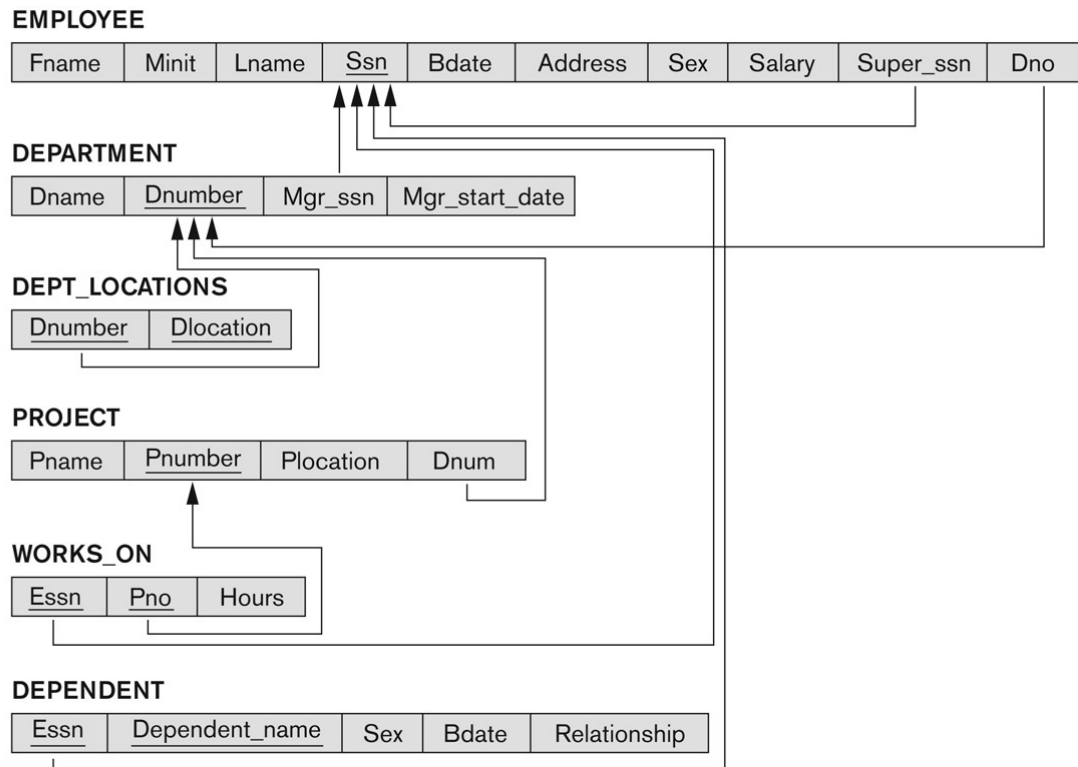 EMPLOYEE
Fname Minit Lname Ssn Bdate Address Sex Salary Super_ssn Dno
DEPARTMENT
Dname Dnumber Mgr_ssn Mgr_start_date
DEPT_LOCATIONS
Dnumber Dlocation
PROJECT
Pname Pnumber Plocation Dnum
WORKS_ON
Essn Pno Hours
DEPENDENT
Essn Dependent_name Sex Bdate Relationship